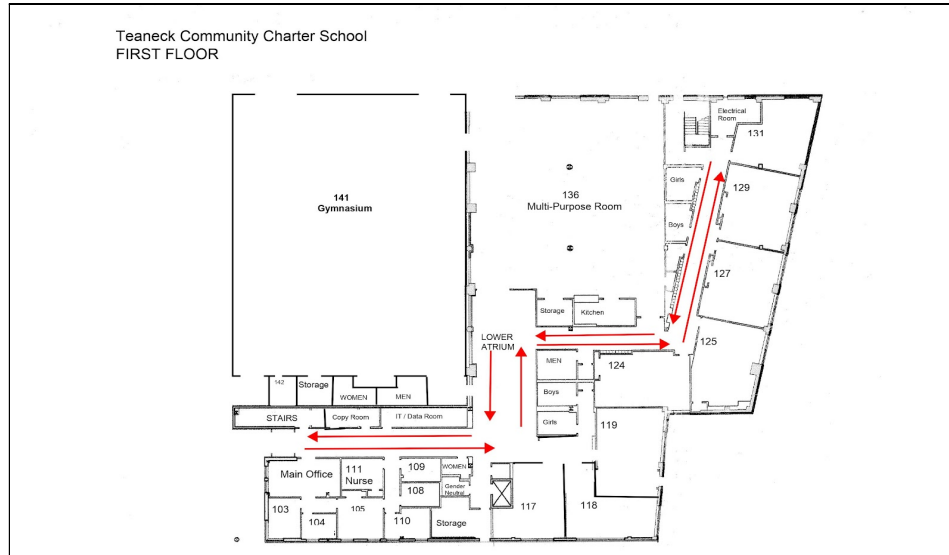 Teaneck Community Charter School
FIRST FLOOR
Electrical
Room
131
141
Gymnasium
136
Multi-Purpose Room
Girls
129
Boys
127
Storage
Kitchen
LOWER
ATRIUM
125
MEN
124
142
Storage
WOMEN
MEN
Boys
STAIRS
Copy Room
IT / Data Room
Girls
119
Main Office
111
Nurse
109
WOMEN
108
Gender
Neutral
103
104
105
110
Storage
117
118